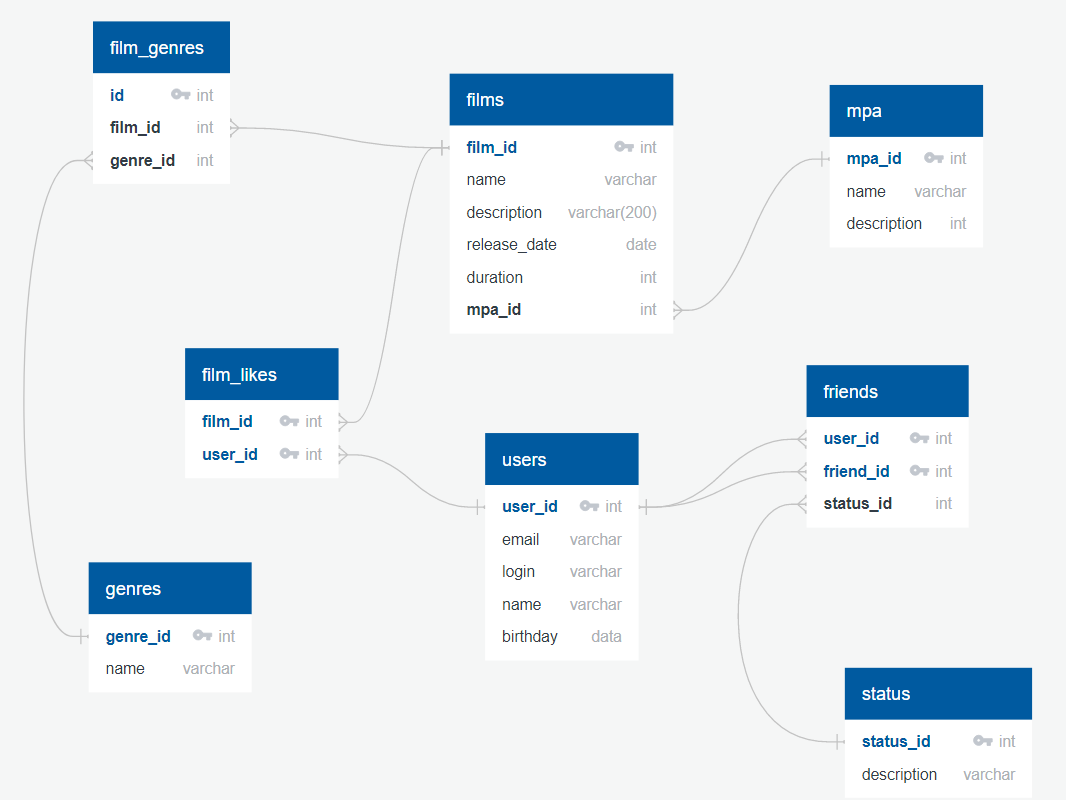 film_genres
id int
film_id int
genre_id int
films
film_id int
name varchar
description varchar(200)
release_date date
duration int
mpa_id int
mpa
mpa_id int
name varchar
description int
film_likes
film_id int
user_id int
users
user_id int
email varchar
login varchar
name varchar
birthday data
friends
user_id int
friend_id int
status_id int
genres
genre_id int
name varchar
status
status_id int
description varchar